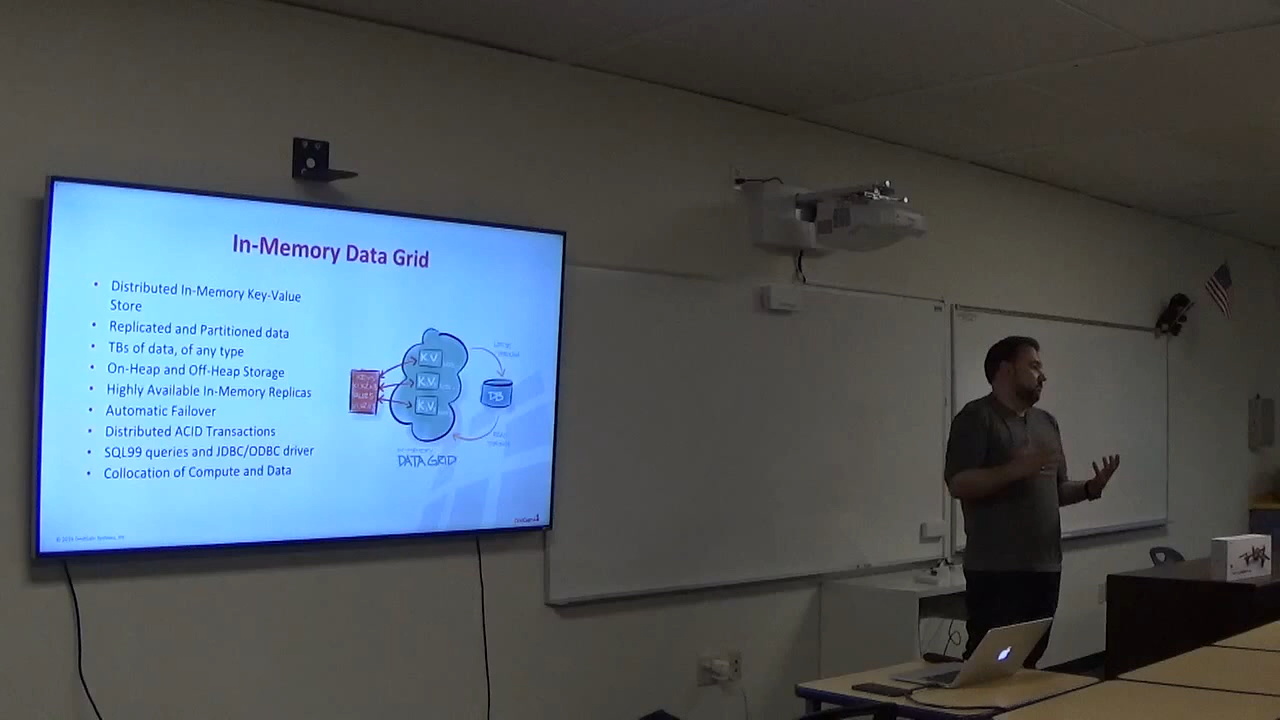 In-Memory Data Grid
• Distributed In-Memory Key-Value
Store
• Replicated and Partitioned data
• TBs of data, of any type
• On-Heap and Off-Heap Storage
• Highly Available In-Memory Replicas
• Automatic Failover
• Distributed ACID Transactions
• SQL99 queries and JDBC/ODBC driver
• Collocation of Compute and Data
K.V
K.V
K.V
DB
DATA GRID